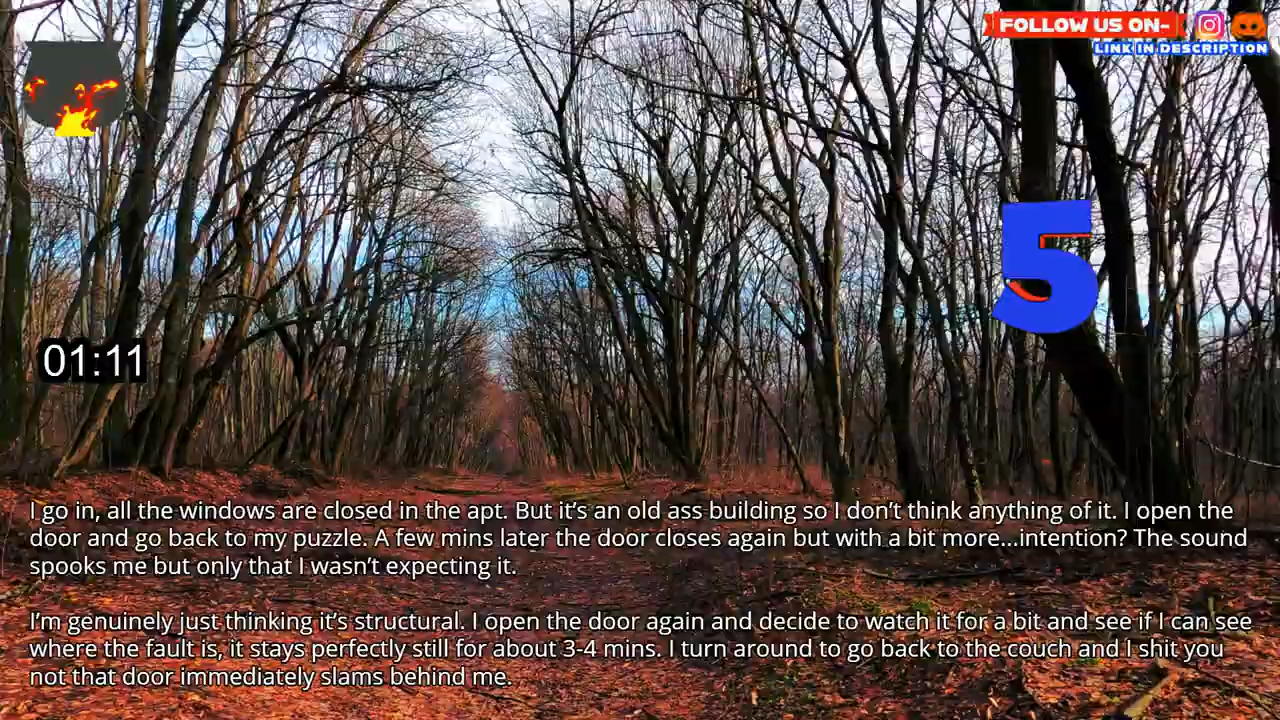 FOLLOW US ON-
LINK IN DESCRIPTION
5
01:11
I go in, all the windows are closed in the apt. But it’s an old ass building so I don’t think anything of it. I open the
door and go back to my puzzle. A few mins later the door closes again but with a bit more...intention? The sound
spooks me but only that I wasn’t expecting it.
I’m genuinely just thinking it’s structural. I open the door again and decide to watch it for a bit and see if I can see
where the fault is, it stays perfectly still for about 3-4 mins. I turn around to go back to the couch and I shit you
not that door immediately slams behind me.